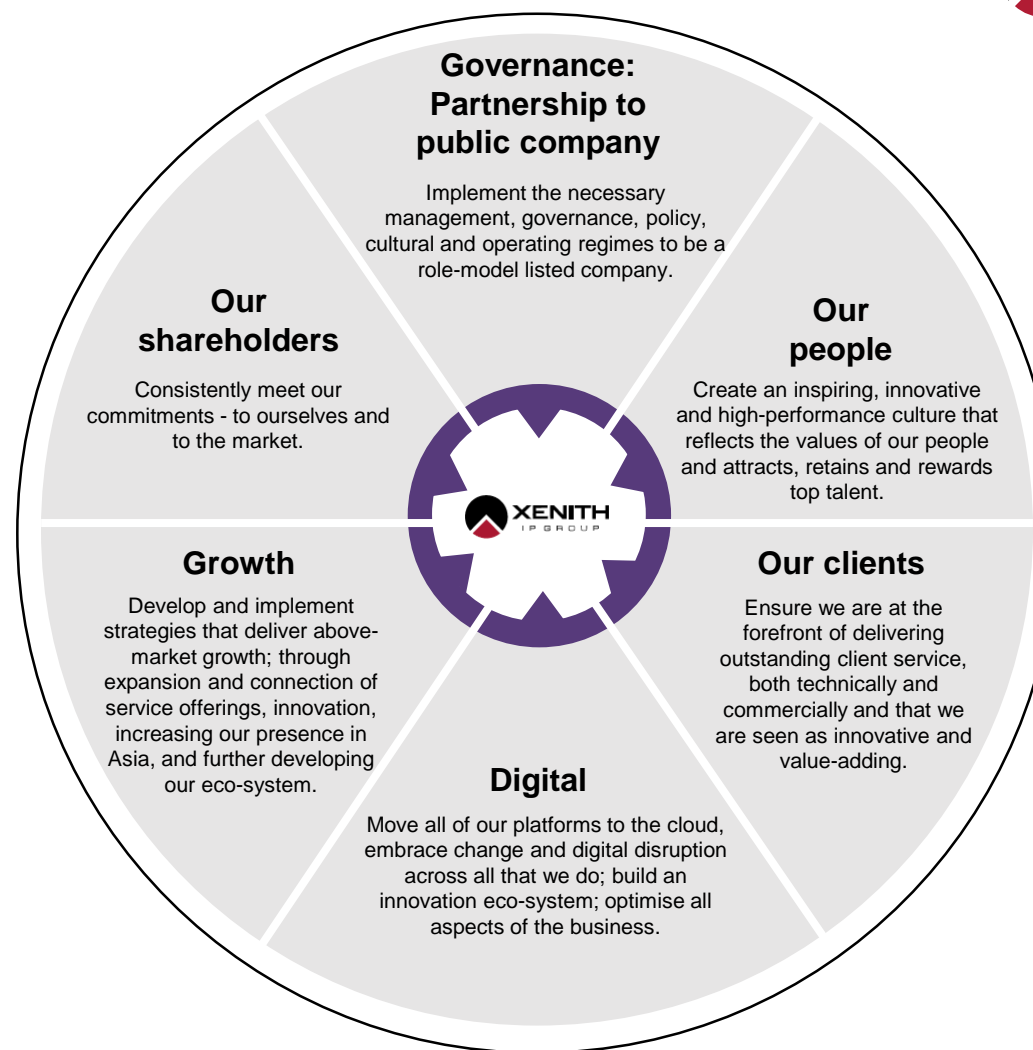 Governance:
Partnership to
public company
Implement the necessary
management, governance, policy,
cultural and operating regimes to be a
role-model listed company.
Our
people
Create an inspiring, innovative
and high-performance culture that
reflects the values of our people
and attracts, retains and rewards
top talent.
Our clients
Ensure we are at the
forefront of delivering
outstanding client service,
both technically and
commercially and that we
are seen as innovative and
value-adding.
Digital
Move all of our platforms to the cloud,
embrace change and digital disruption
across all that we do; build an
innovation eco-system; optimise all
aspects of the business.
Growth
Develop and implement
strategies that deliver above-
market growth; through
expansion and connection of
service offerings, innovation,
increasing our presence in
Asia, and further developing
our eco-system.
Our
shareholders
Consistently meet our
commitments - to ourselves and
to the market.
XENITH
IP GROUP